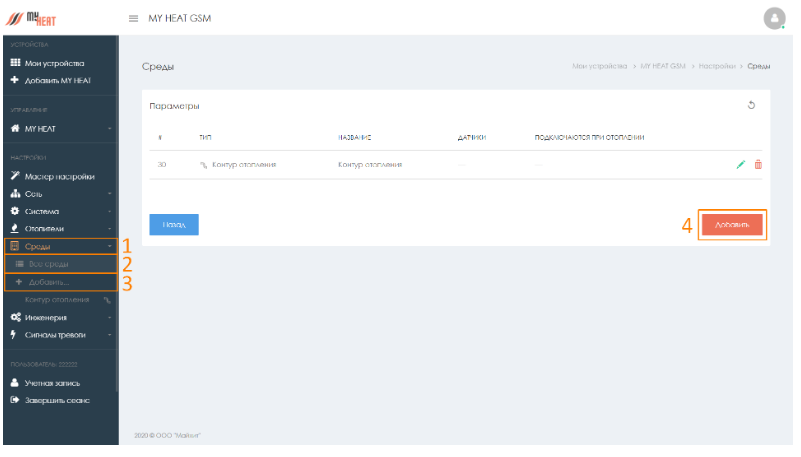 MYHEAT
MY HEAT GSM
УСТРОЙСТВА
Мои устройства
Добавить MY HEAT
УПРАВЛЕНИЕ
MY HEAT
НАСТРОЙКИ
Мастер настройки
Сеть
Система
Отопители
Среды
1
Все среды
2
Добавить...
3
Контур отопления
Инженерия
Сигналы тревоги
ПОЛЬЗОВАТЕЛЬ: 222222
Учетная запись
Завершить сеанс
Среды
Мои устройства > MY HEAT GSM > Настройки > Среды
Параметры
# ТИП НАЗВАНИЕ ДАТЧИКИ ПОДКЛЮЧАЮТСЯ ПРИ ОТОПЛЕНИИ
30 Контур отопления Контур отопления — —
Назад
4
Добавить
2020 © ООО "Майхит"